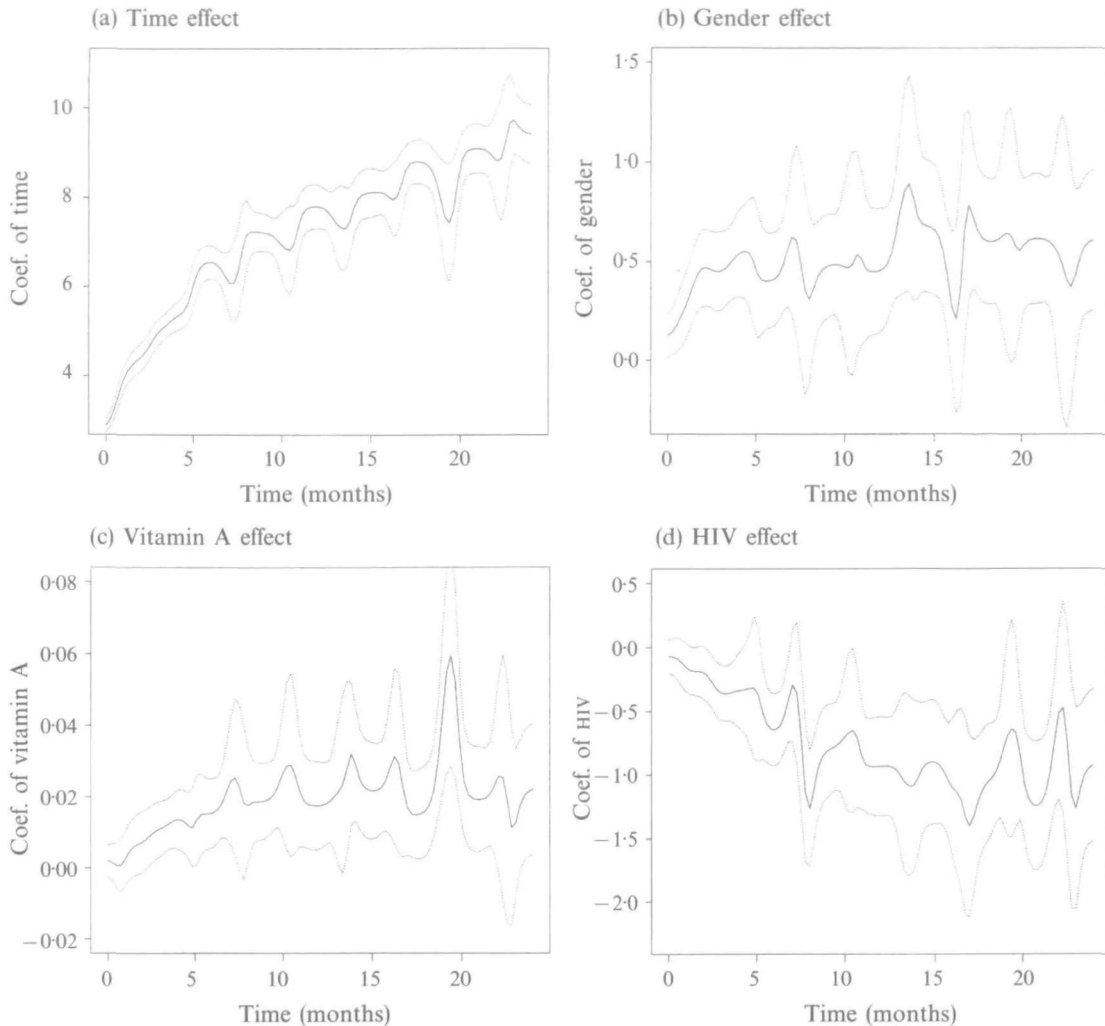 (a) Time effect
10
8
6
4
Coef. of time
0 5 10 15 20
Time (months)
(b) Gender effect
1·5
1·0
0·5
0·0
Coef. of gender
0 5 10 15 20
Time (months)
(c) Vitamin A effect
0·08
0·06
0·04
0·02
0·00
−0·02
Coef. of vitamin A
0 5 10 15 20
Time (months)
(d) HIV effect
0·5
0·0
−0·5
−1·0
−1·5
−2·0
Coef. of HIV
0 5 10 15 20
Time (months)